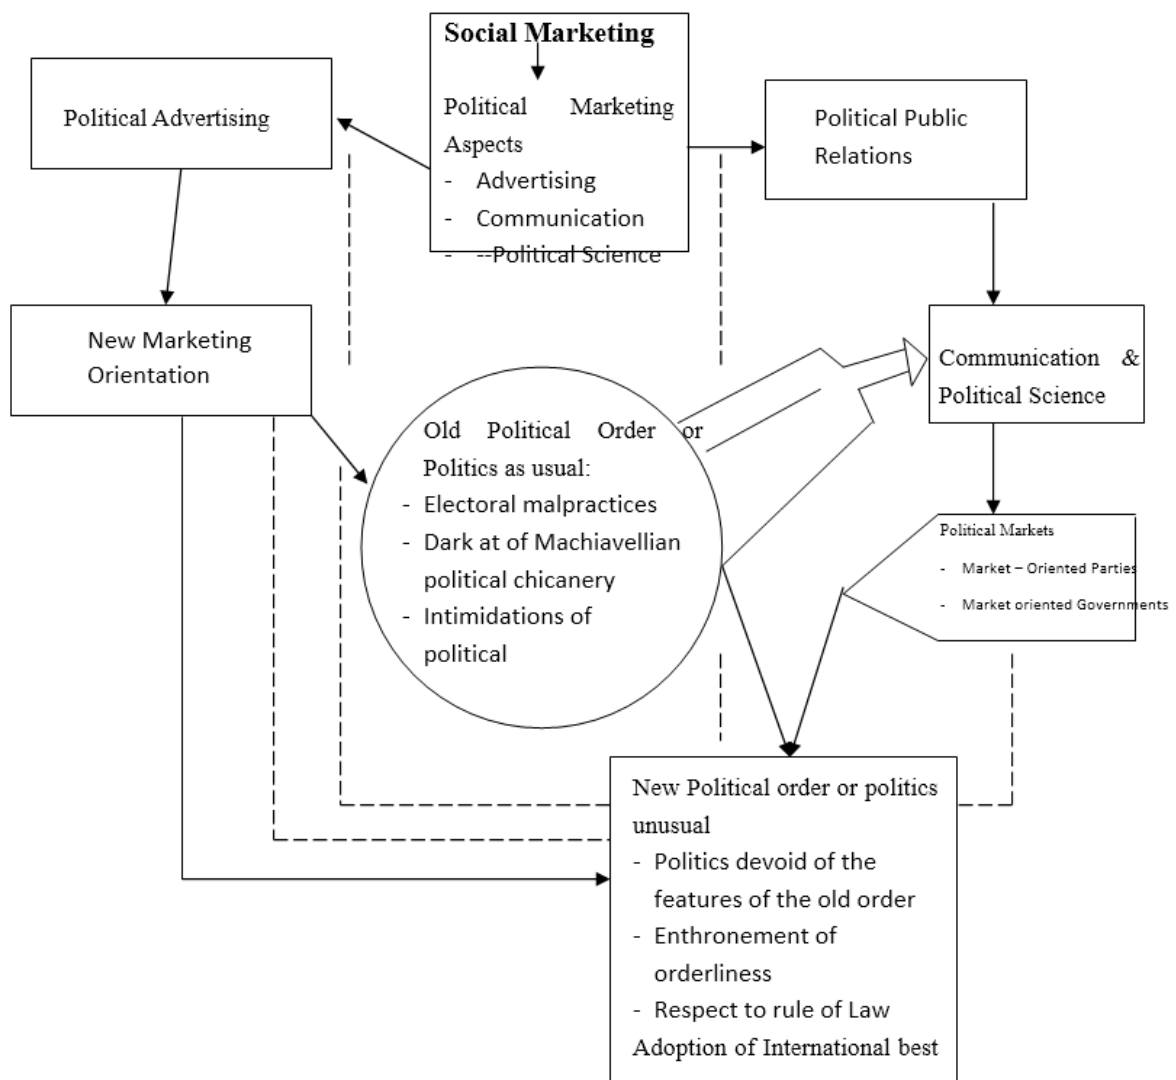 Social Marketing
Political Marketing
Aspects
- Advertising
- Communication
- --Political Science
Political Advertising
Political Public
Relations
New Marketing
Orientation
Communication &
Political Science
Old Political Order or
Politics as usual:
- Electoral malpractices
- Dark at of Machiavellian
political chicanery
- Intimidations of
political
Political Markets
- Market – Oriented Parties
- Market oriented Governments
New Political order or politics
unusual
- Politics devoid of the
features of the old order
- Enthronement of
orderliness
- Respect to rule of Law
Adoption of International best